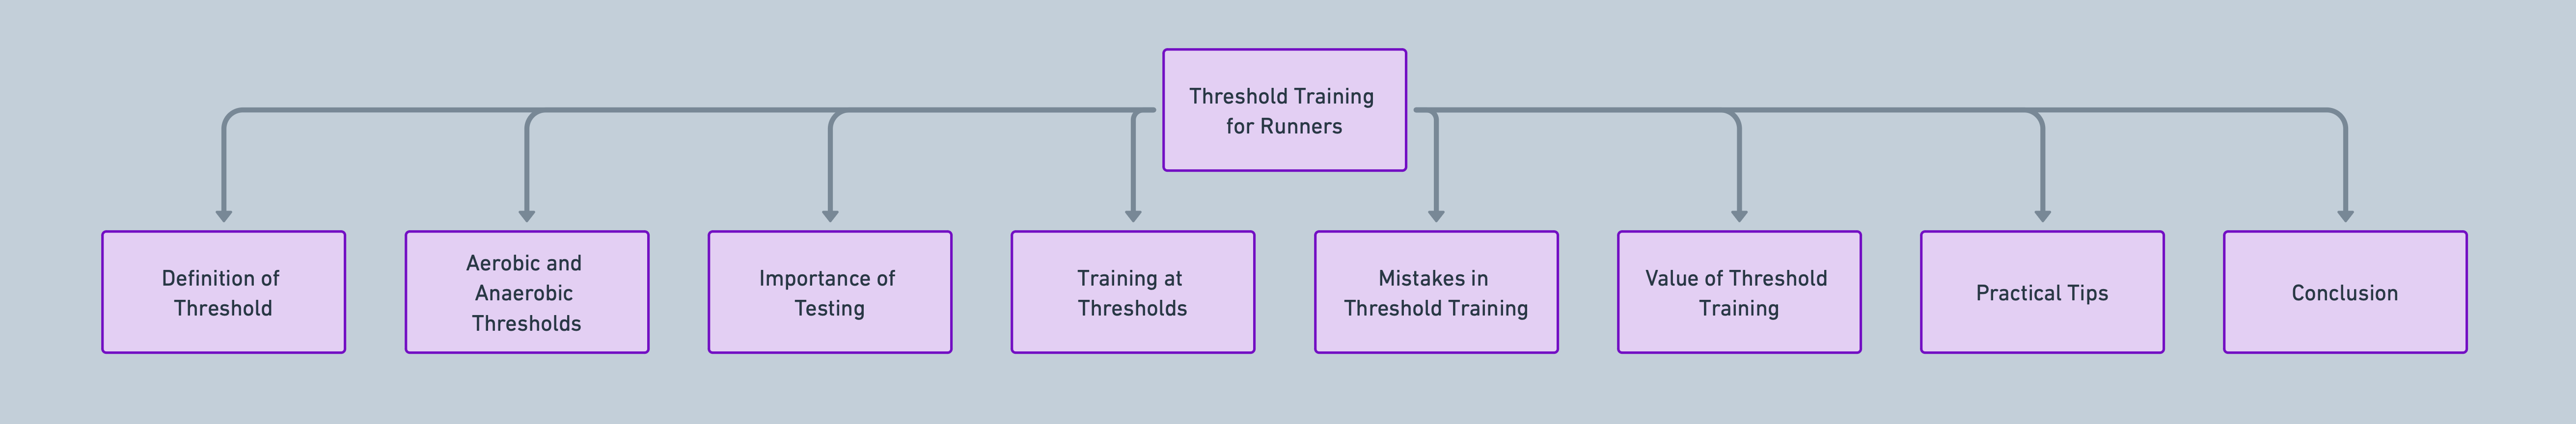 Threshold Training
for Runners
Definition of
Threshold
Aerobic and
Anaerobic
Thresholds
Importance of
Testing
Training at
Thresholds
Mistakes in
Threshold Training
Value of Threshold
Training
Practical Tips
Conclusion